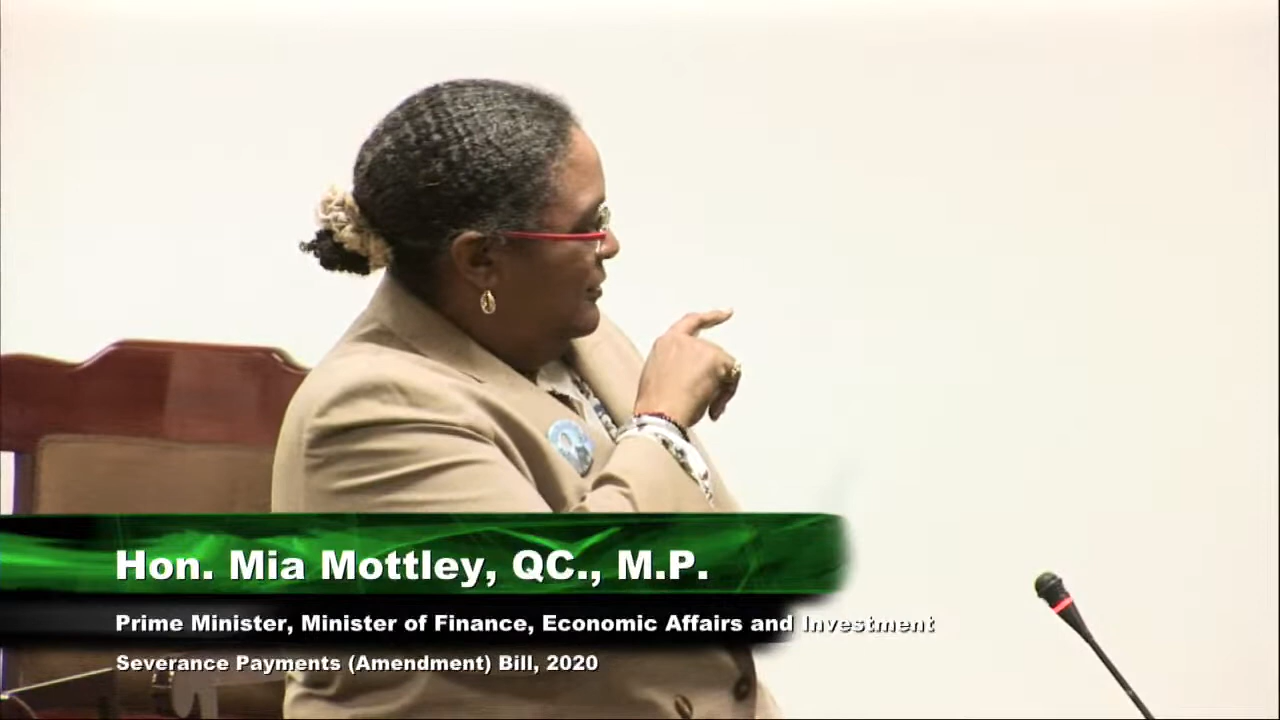 Hon. Mia Mottley, QC., M.P.
Prime Minister, Minister of Finance, Economic Affairs and Investment
Severance Payments (Amendment) Bill, 2020